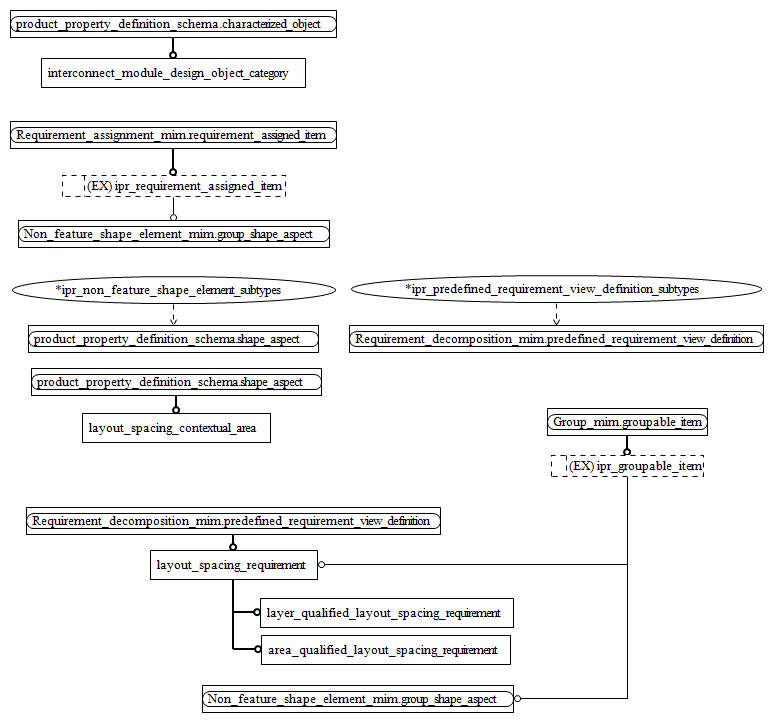 product_property_definition_schema.characterized_object
interconnect_module_design_object_category
Requirement_assignment_mim.requirement_assigned_item
(EX) ipr_requirement_assigned_item
Non_feature_shape_element_mim.group_shape_aspect
*ipr_non_feature_shape_element_subtypes
*ipr_predefined_requirement_view_definition_subtypes
product_property_definition_schema.shape_aspect
Requirement_decomposition_mim.predefined_requirement_view_definition
product_property_definition_schema.shape_aspect
layout_spacing_contextual_area
Group_mim.groupable_item
(EX) ipr_groupable_item
Requirement_decomposition_mim.predefined_requirement_view_definition
layout_spacing_requirement
layer_qualified_layout_spacing_requirement
area_qualified_layout_spacing_requirement
Non_feature_shape_element_mim.group_shape_aspect